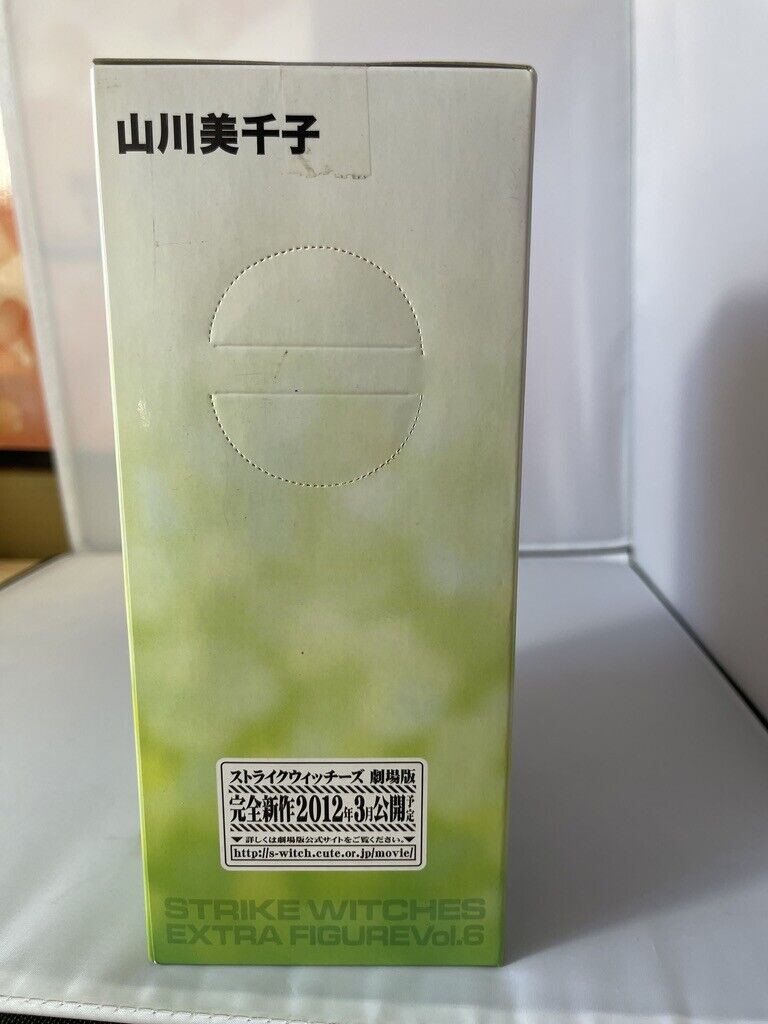 山川美千子
ストライクウィッチーズ 劇場版
完全新作2012年3月公開予定
▼詳しくは劇場版公式サイトをご覧ください。▼
http://s-witch.cute.or.jp/movie/
STRIKE WITCHES
EXTRA FIGUREVol.6